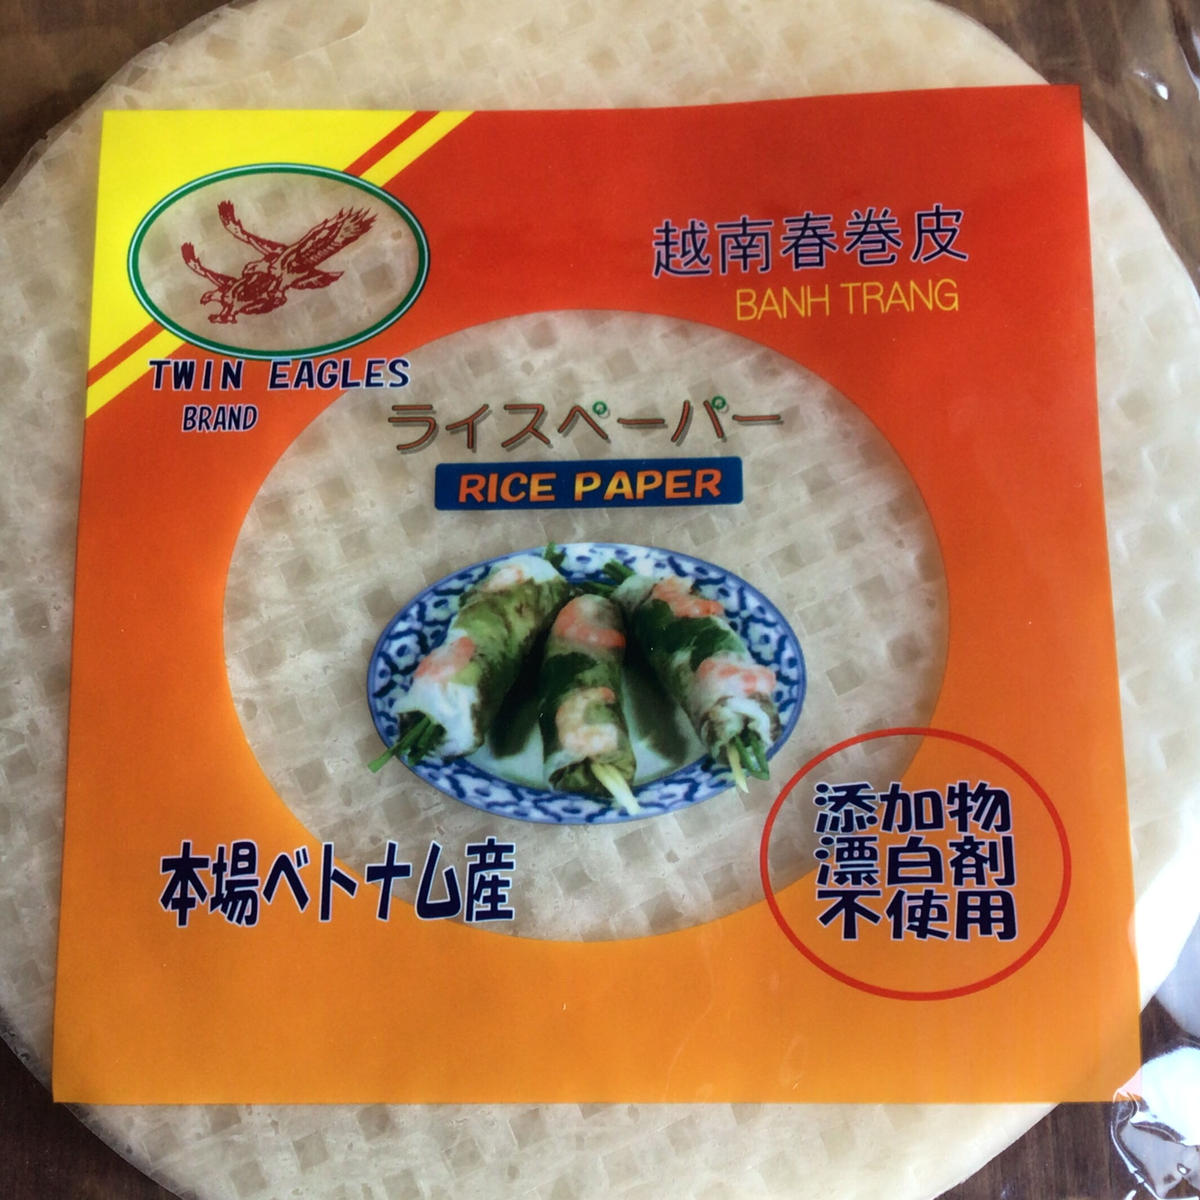 越南春巻皮
BANH TRANG
TWIN EAGLES
BRAND
ライスペーパー
RICE PAPER
本場ベトナム産
添加物
漂白剤
不使用